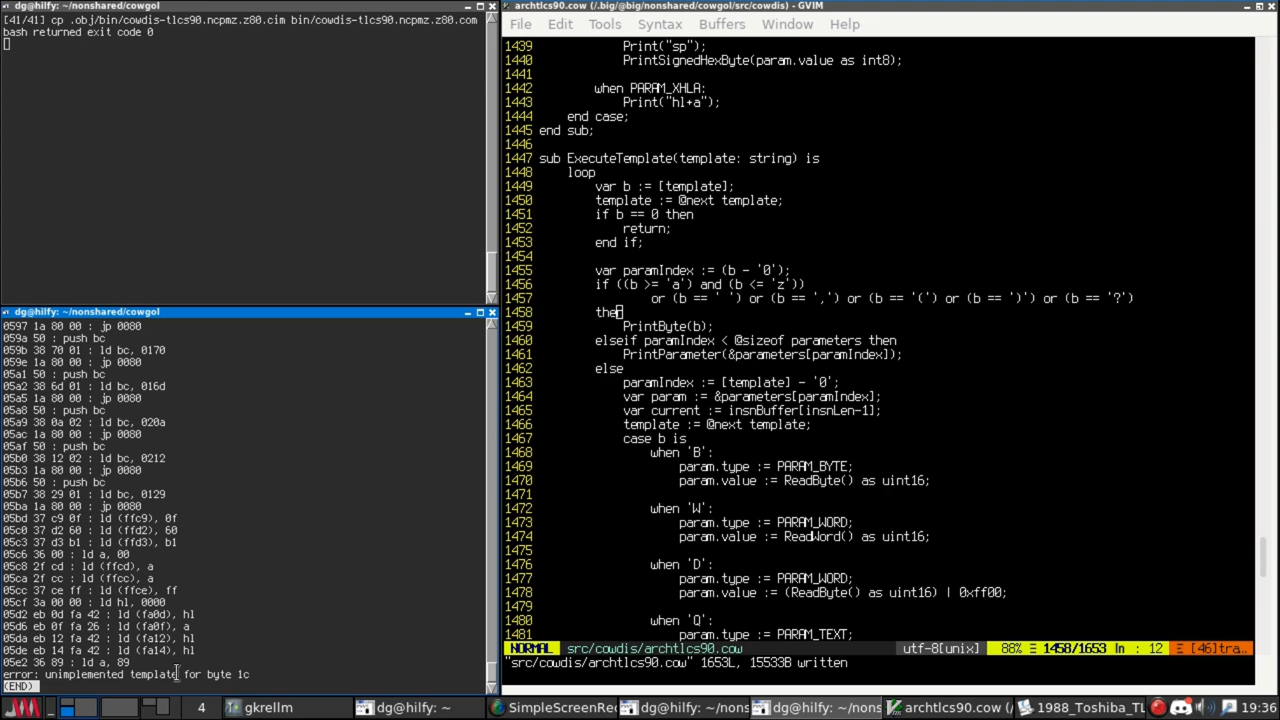 dg@hilfy: ~/nonshared/cowgol
[41/41] cp .obj/bin/cowdis-tlcs90.ncpmz.z80.cim bin/cowdis-tlcs90.ncpmz.z80.com
bash returned exit code 0
dg@hilfy: ~/nonshared/cowgol
0597 1a 80 00 : jp 0080
059a 50 : push bc
059b 38 70 01 : ld bc, 0170
059e 1a 80 00 : jp 0080
05a1 50 : push bc
05a2 38 6d 01 : ld bc, 016d
05a5 1a 80 00 : jp 0080
05a8 50 : push bc
05a9 38 0a 02 : ld bc, 020a
05ac 1a 80 00 : jp 0080
05af 50 : push bc
05b0 38 12 02 : ld bc, 0212
05b3 1a 80 00 : jp 0080
05b6 50 : push bc
05b7 38 29 01 : ld bc, 0129
05ba 1a 80 00 : jp 0080
05bd 37 c9 0f : ld (ffc9), 0f
05c0 37 d2 60 : ld (ffd2), 60
05c3 37 d3 b1 : ld (ffd3), b1
05c6 36 00 : ld a, 00
05c8 2f cd : ld (ffcd), a
05ca 2f cc : ld (ffcc), a
05cc 37 ce ff : ld (ffce), ff
05cf 3a 00 00 : ld hl, 0000
05d2 eb 0d fa 42 : ld (fa0d), hl
05d6 eb 0f fa 26 : ld (fa0f), a
05da eb 12 fa 42 : ld (fa12), hl
05de eb 14 fa 42 : ld (fa14), hl
05e2 36 89 : ld a, 89
error: unimplemented template for byte 1c
(END)
archtlcs90.cow (/.big/@big/nonshared/cowgol/src/cowdis) - GVIM
File Edit Tools Syntax Buffers Window Help
1439 Print("sp");
1440 PrintSignedHexByte(param.value as int8);
1441
1442 when PARAM_XHLA:
1443 Print("hl+a");
1444 end case;
1445 end sub;
1446
1447 sub ExecuteTemplate(template: string) is
1448 loop
1449 var b := [template];
1450 template := @next template;
1451 if b == 0 then
1452 return;
1453 end if;
1454
1455 var paramIndex := (b - '0');
1456 if ((b >= 'a') and (b <= 'z'))
1457 or (b == ' ') or (b == ',') or (b == '(') or (b == ')') or (b == '?')
1458 then
1459 PrintByte(b);
1460 elseif paramIndex < @sizeof parameters then
1461 PrintParameter(&parameters[paramIndex]);
1462 else
1463 paramIndex := [template] - '0';
1464 var param := &parameters[paramIndex];
1465 var current := insnBuffer[insnLen-1];
1466 template := @next template;
1467 case b is
1468 when 'B':
1469 param.type := PARAM_BYTE;
1470 param.value := ReadByte() as uint16;
1471
1472 when 'W':
1473 param.type := PARAM_WORD;
1474 param.value := ReadWord() as uint16;
1475
1476 when 'D':
1477 param.type := PARAM_WORD;
1478 param.value := (ReadByte() as uint16) | 0xff00;
1479
1480 when 'Q':
1481 param.type := PARAM_TEXT;
NORMAL src/cowdis/archtlcs90.cow utf-8[unix] 88% ≡ 1458/1653 ln : 12 Ξ [46]tra..
"src/cowdis/archtlcs90.cow" 1653L, 15533B written
4 gkrellm dg@hilfy: ~ SimpleScreenRec dg@hilfy: ~/nons dg@hilfy: ~/nons archtlcs90.cow (/ 1988_Toshiba_TL 19:36